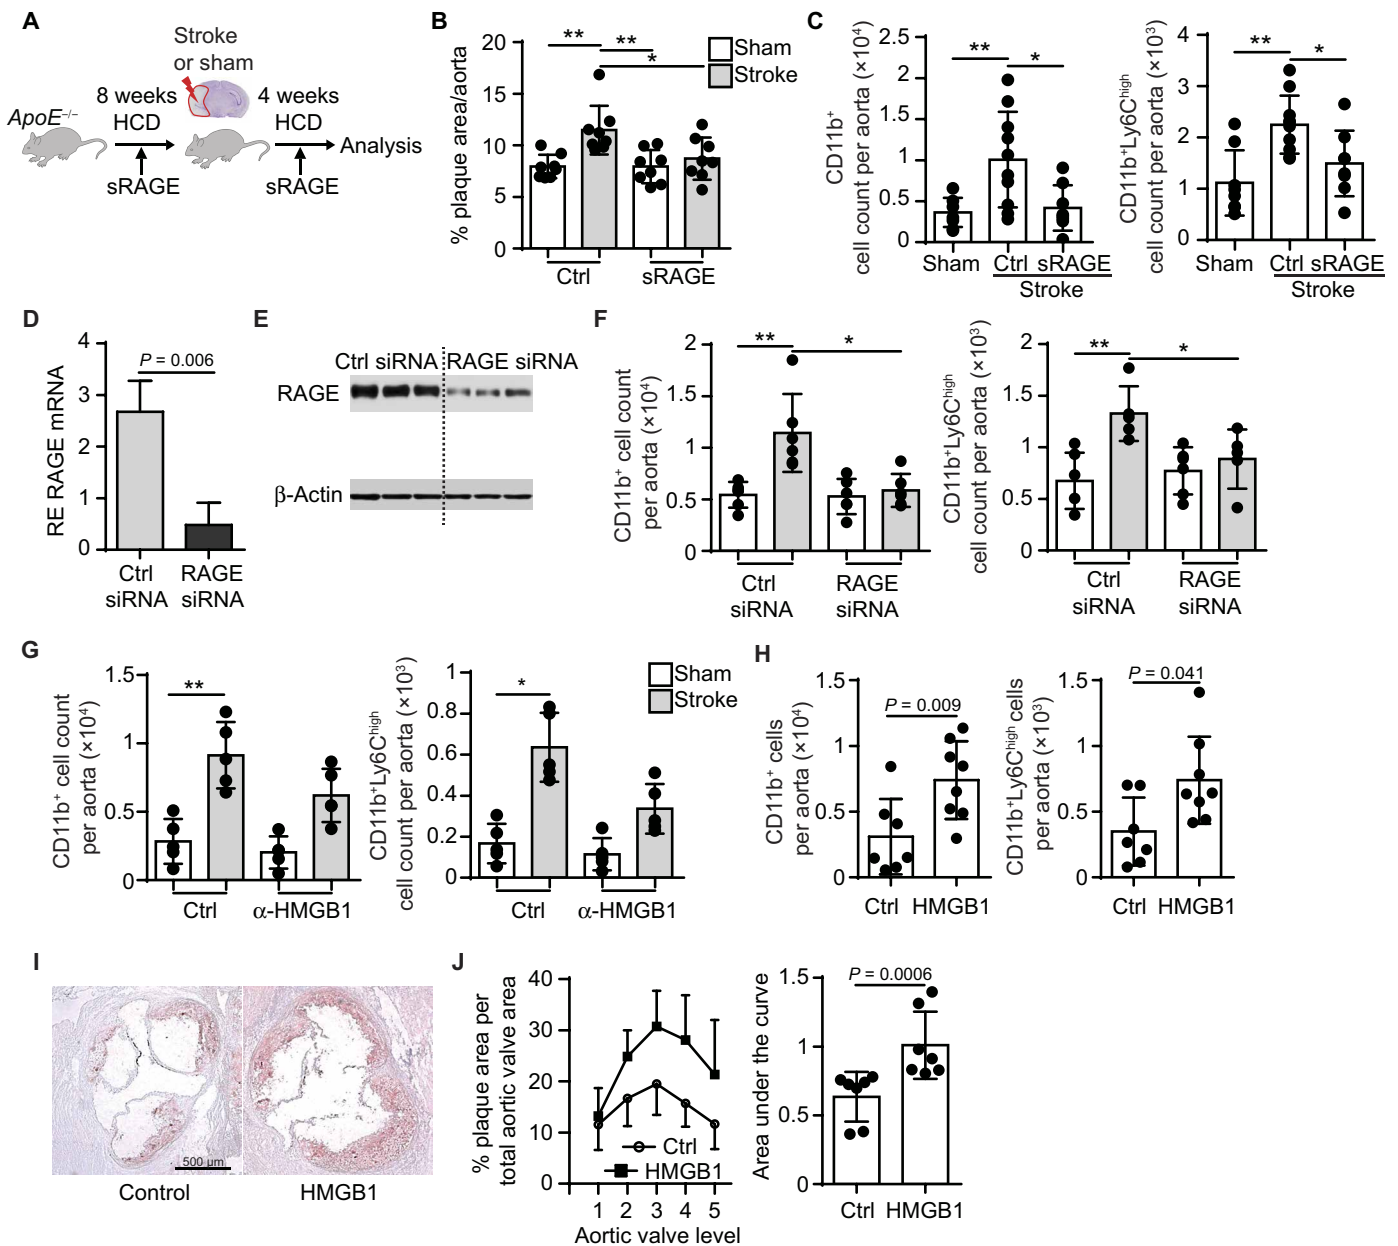 A
Stroke
or sham
8 weeks
HCD
4 weeks
HCD
ApoE–/–
Analysis
sRAGE
sRAGE
B
% plaque area/aorta
20
15
10
5
0
**
**
*
Sham
Stroke
Ctrl
sRAGE
C
CD11b+
cell count per aorta (×10⁴)
2.5
2
1.5
1
0.5
0
**
*
Sham
Ctrl
sRAGE
Stroke
CD11b+Ly6Chigh
cell count per aorta (×10³)
4
3
2
1
0
**
*
Sham
Ctrl
sRAGE
Stroke
D
RE RAGE mRNA
4
3
2
1
0
P = 0.006
Ctrl
siRNA
RAGE
siRNA
E
Ctrl siRNA
RAGE siRNA
RAGE
β-Actin
F
CD11b+ cell count
per aorta (×10⁴)
2
1.5
1
0.5
0
**
*
Ctrl
siRNA
RAGE
siRNA
CD11b+Ly6Chigh
cell count per aorta (×10³)
2
1.5
1
0.5
0
**
*
Ctrl
siRNA
RAGE
siRNA
G
CD11b+ cell count
per aorta (×10⁴)
1.5
1
0.5
0
**
Ctrl
α-HMGB1
CD11b+Ly6Chigh
cell count per aorta (×10³)
1
0.8
0.6
0.4
0.2
0
*
Sham
Stroke
Ctrl
α-HMGB1
H
CD11b+ cells
per aorta (×10⁴)
1.5
1
0.5
0
P = 0.009
Ctrl
HMGB1
CD11b+Ly6Chigh cells
per aorta (×10³)
1.5
1
0.5
0
P = 0.041
Ctrl
HMGB1
I
500 µm
Control
HMGB1
J
% plaque area per
total aortic valve area
40
30
20
10
0
Ctrl
HMGB1
1
2
3
4
5
Aortic valve level
Area under the curve
1.5
1
0.5
0
P = 0.0006
Ctrl
HMGB1